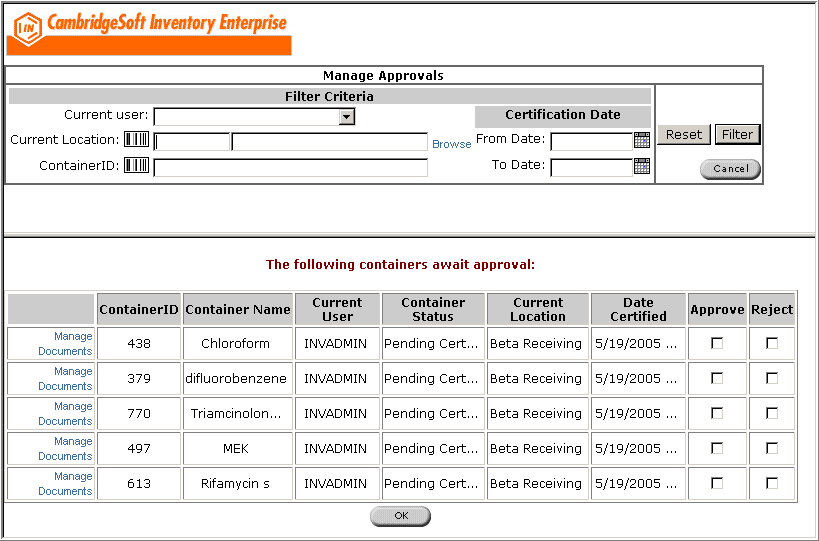 IN CambridgeSoft Inventory Enterprise
Manage Approvals
Filter Criteria
Current user:
Certification Date
Current Location: Browse From Date: Reset Filter
ContainerID: To Date: Cancel
The following containers await approval:
ContainerID Container Name Current User Container Status Current Location Date Certified Approve Reject
Manage Documents 438 Chloroform INVADMIN Pending Cert... Beta Receiving 5/19/2005 ...
Manage Documents 379 difluorobenzene INVADMIN Pending Cert... Beta Receiving 5/19/2005 ...
Manage Documents 770 Triamcinolon... INVADMIN Pending Cert... Beta Receiving 5/19/2005 ...
Manage Documents 497 MEK INVADMIN Pending Cert... Beta Receiving 5/19/2005 ...
Manage Documents 613 Rifamycin s INVADMIN Pending Cert... Beta Receiving 5/19/2005 ...
OK